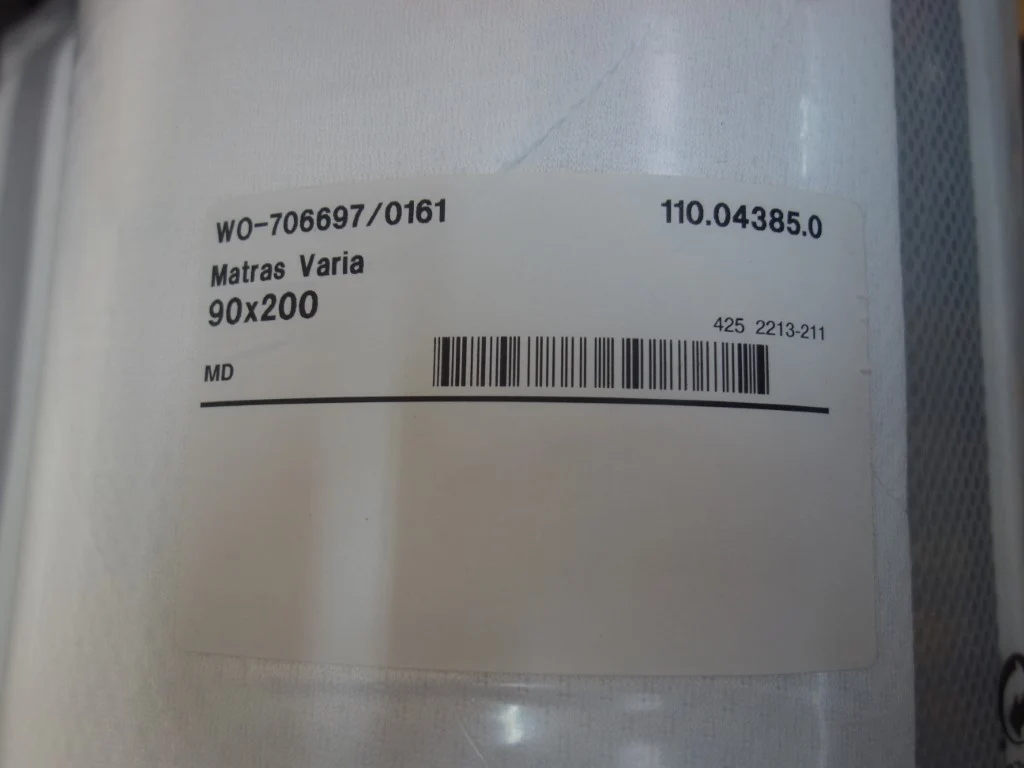 WO-706697/0161 110.04385.0
Matras Varia
90x200
425 2213-211
MD